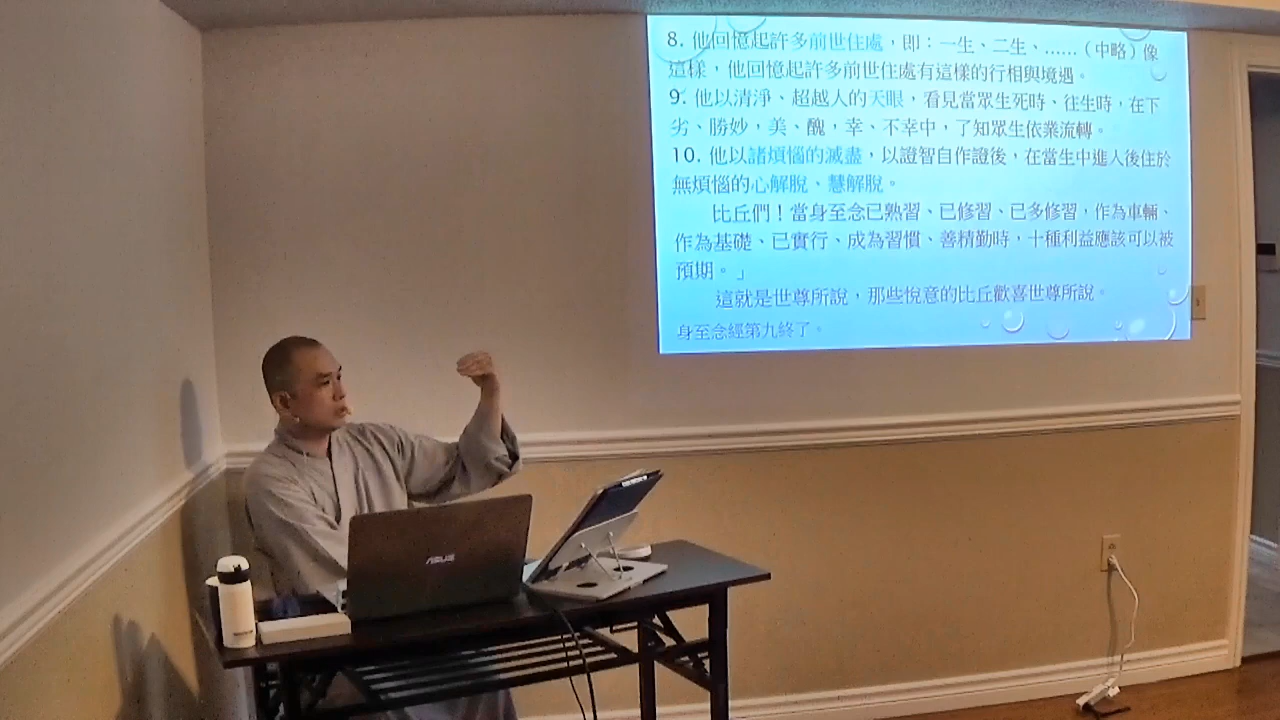 8. 他回憶起許多前世住處，即：一生、二生、……（中略）像
這樣，他回憶起許多前世住處有這樣的行相與境遇。
9. 他以清淨、超越人的天眼，看見當眾生死時、往生時，在下
劣、勝妙，美、醜，幸、不幸中，了知眾生依業流轉。
10. 他以諸煩惱的滅盡，以證智自作證後，在當生中進入後住於
無煩惱的心解脫、慧解脫。
比丘們！當身至念已熟習、已修習、已多修習，作為車輛、
作為基礎、已實行、成為習慣、善精勤時，十種利益應該可以被
預期。」
這就是世尊所說，那些悅意的比丘歡喜世尊所說。
身至念經第九終了。
ASUS